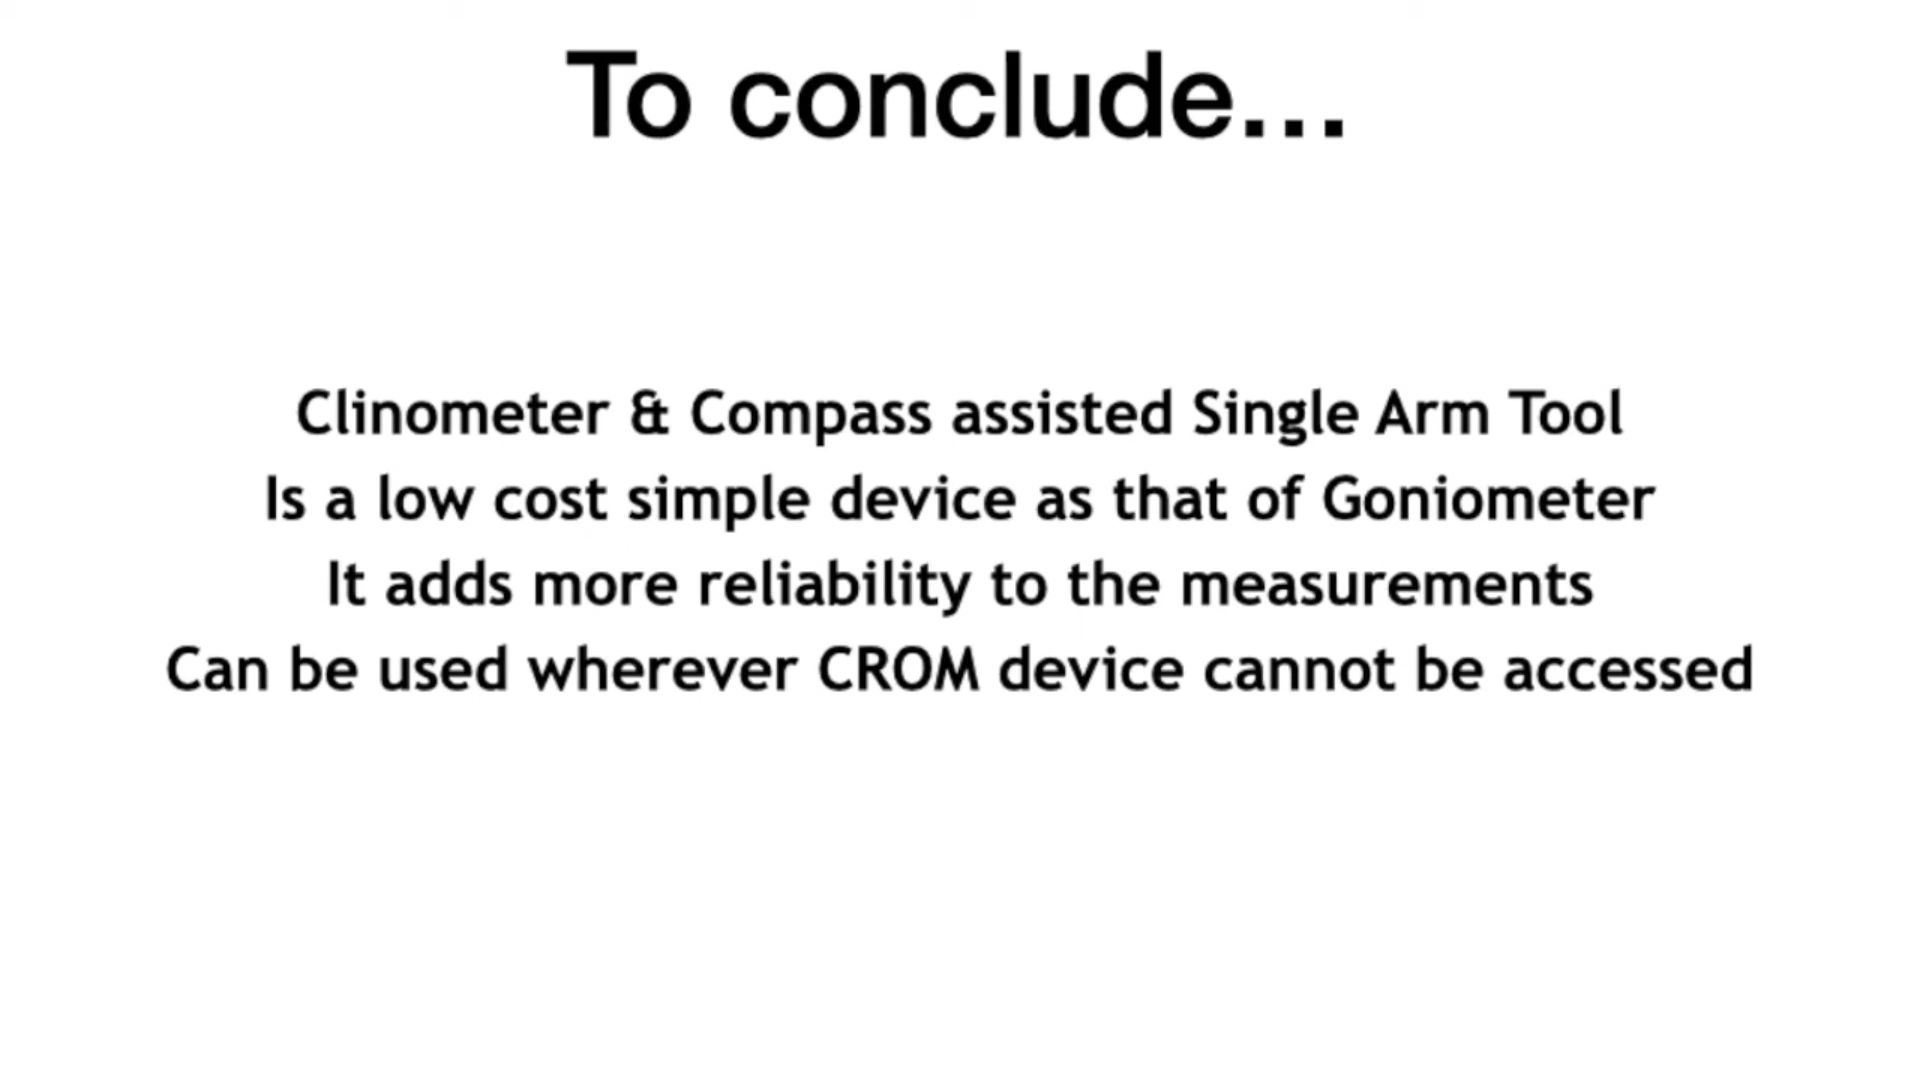 To conclude...
Clinometer & Compass assisted Single Arm Tool
Is a low cost simple device as that of Goniometer
It adds more reliability to the measurements
Can be used wherever CROM device cannot be accessed